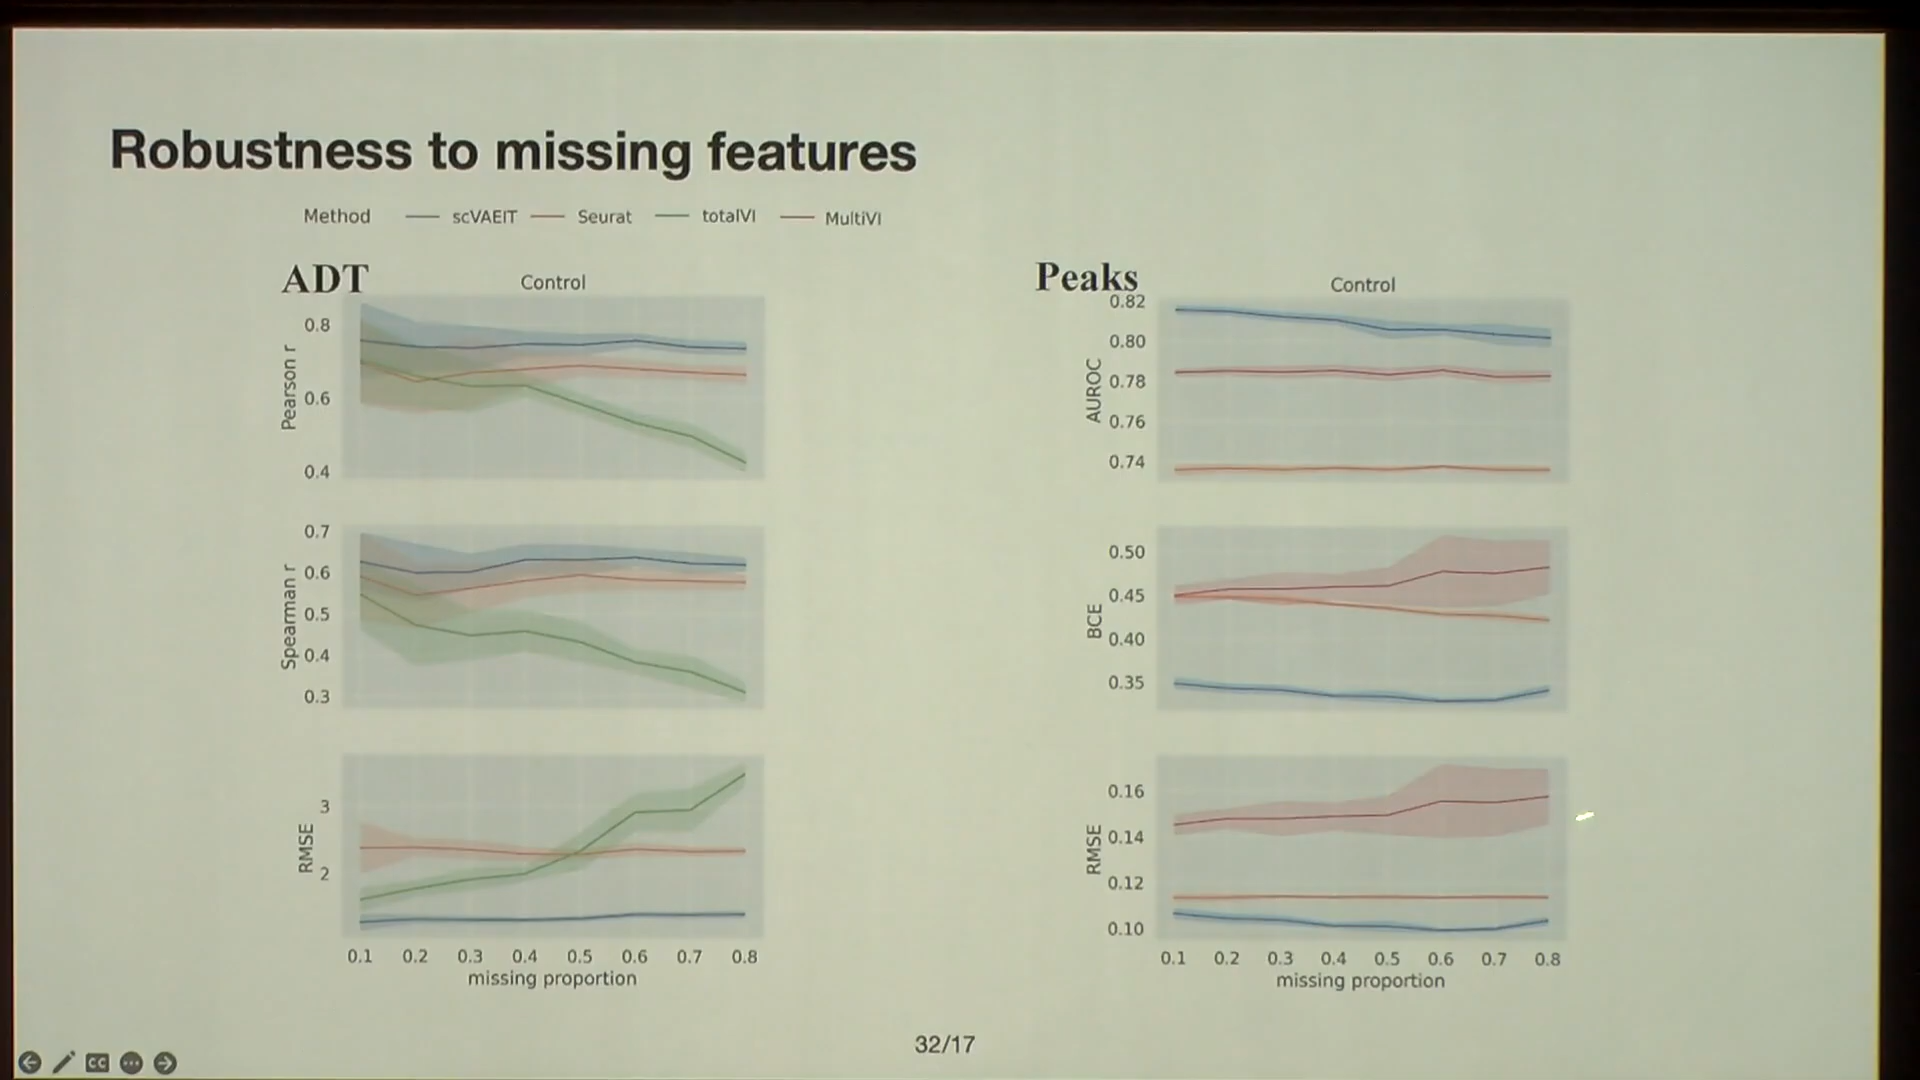 Robustness to missing features
Method scVAEIT Seurat totalVI MultiVI
ADT
Control
Pearson r
0.8
0.6
0.4
Spearman r
0.7
0.6
0.5
0.4
0.3
RMSE
3
2
0.1 0.2 0.3 0.4 0.5 0.6 0.7 0.8
missing proportion
Peaks
Control
AUROC
0.82
0.80
0.78
0.76
0.74
BCE
0.50
0.45
0.40
0.35
RMSE
0.16
0.14
0.12
0.10
0.1 0.2 0.3 0.4 0.5 0.6 0.7 0.8
missing proportion
32/17
CC